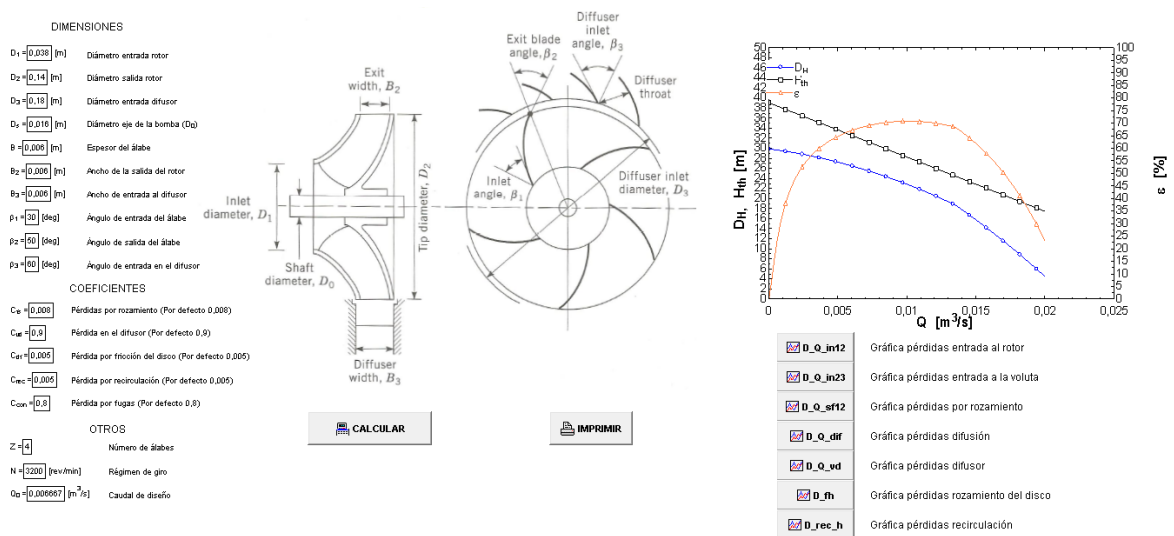 DIMENSIONES
D1 = 0,038 [m] Diámetro entrada rotor
D2 = 0,14 [m] Diámetro salida rotor
D3 = 0,18 [m] Diámetro entrada difusor
Ds = 0,016 [m] Diámetro eje de la bomba (D0)
B = 0,006 [m] Espesor del álabe
B2 = 0,006 [m] Ancho de la salida del rotor
B3 = 0,006 [m] Ancho de entrada al difusor
β1 = 30 [deg] Ángulo de entrada del álabe
β2 = 50 [deg] Ángulo de salida del álabe
β3 = 60 [deg] Ángulo de entrada en el difusor
COEFICIENTES
0,008 Pérdidas por rozamiento (Por defecto 0,008)
0,9 Pérdida en el difusor (Por defecto 0,9)
Cdf = 0,005 Pérdida por fricción del disco (Por defecto 0,005)
Crec = 0,005 Pérdida por recirculación (Por defecto 0,005)
Ccon = 0,8 Pérdida por fugas (Por defecto 0,8)
OTROS
Z = 4 Número de álabes
N = 3200 [rev/min] Régimen de giro
QD = 0,006667 [m3/s] Caudal de diseño
Exit
width, B2
Inlet
diameter, D1
Tip diameter, D2
Shaft
diameter, D0
Diffuser
width, B3
Exit blade
angle, β2
Diffuser
inlet
angle, β3
Diffuser
throat
Inlet
angle, β1
Diffuser inlet
diameter, D3
CALCULAR
IMPRIMIR
DH
Hth
ε
50
48
46
44
42
40
38
36
34
32
30
28
26
24
22
20
18
16
14
12
10
8
6
4
2
0
DH, Hth [m]
100
90
80
70
60
50
40
30
20
10
0
ε [%]
0 0,005 0,01 0,015 0,02 0,025
Q [m3/s]
D_Q_in12 Gráfica pérdidas entrada al rotor
D_Q_in23 Gráfica pérdidas entrada a la voluta
D_Q_sf12 Gráfica pérdidas por rozamiento
D_Q_dif Gráfica pérdidas difusión
D_Q_vd Gráfica pérdidas difusor
D_fh Gráfica pérdidas rozamiento del disco
D_rec_h Gráfica pérdidas recirculación